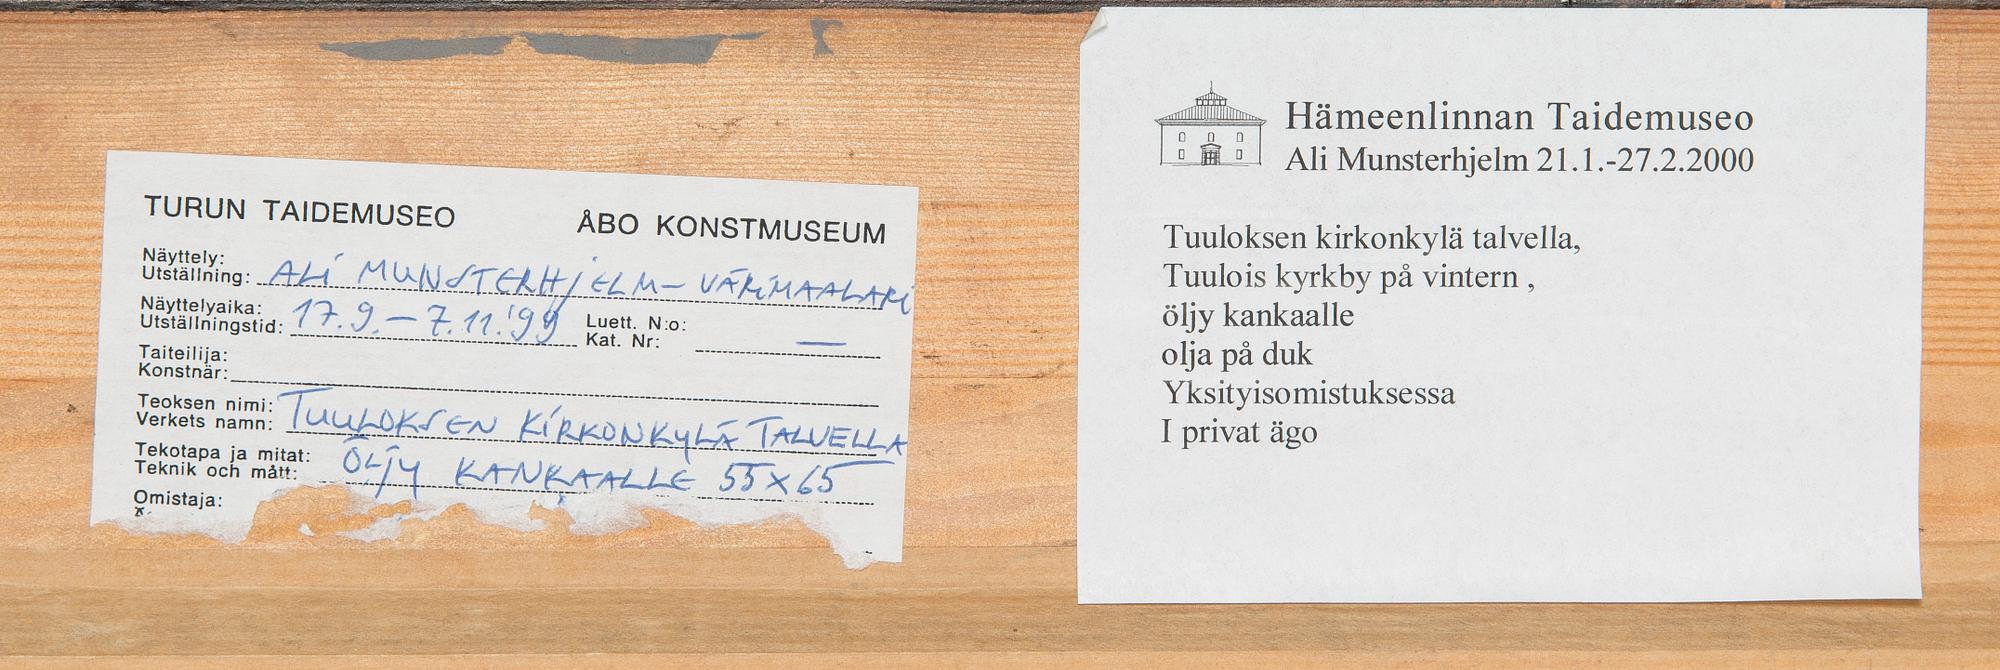 TURUN TAIDEMUSEO ÅBO KONSTMUSEUM
Näyttely:
Utställning: ALI MUNSTERHJELM – VÄRIMAALARI
Näyttelyaika:
Utställningstid: 17.9. – 7.11.'99
Luett. N:o:
Kat. Nr: —
Taiteilija:
Konstnär:
Teoksen nimi:
Verkets namn: TUULOKSEN KIRKONKYLÄ TALVELLA
Tekotapa ja mitat:
Teknik och mått: ÖLJY KANKAALLE 55x65
Omistaja:
Hämeenlinnan Taidemuseo
Ali Munsterhjelm 21.1.-27.2.2000
Tuuloksen kirkonkylä talvella,
Tuulois kyrkby på vintern ,
öljy kankaalle
olja på duk
Yksityisomistuksessa
I privat ägo